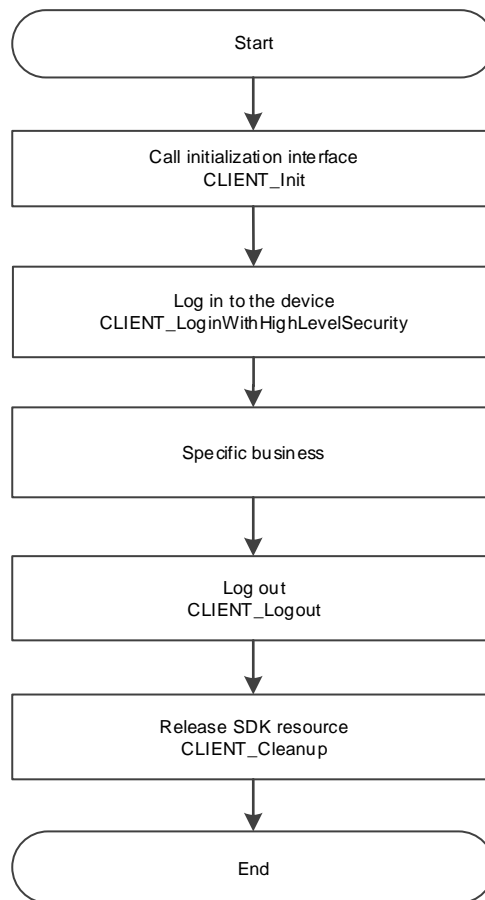 Start
Call initialization interface
CLIENT_Init
Log in to the device
CLIENT_LoginWithHighLevelSecurity
Specific business
Log out
CLIENT_Logout
Release SDK resource
CLIENT_Cleanup
End